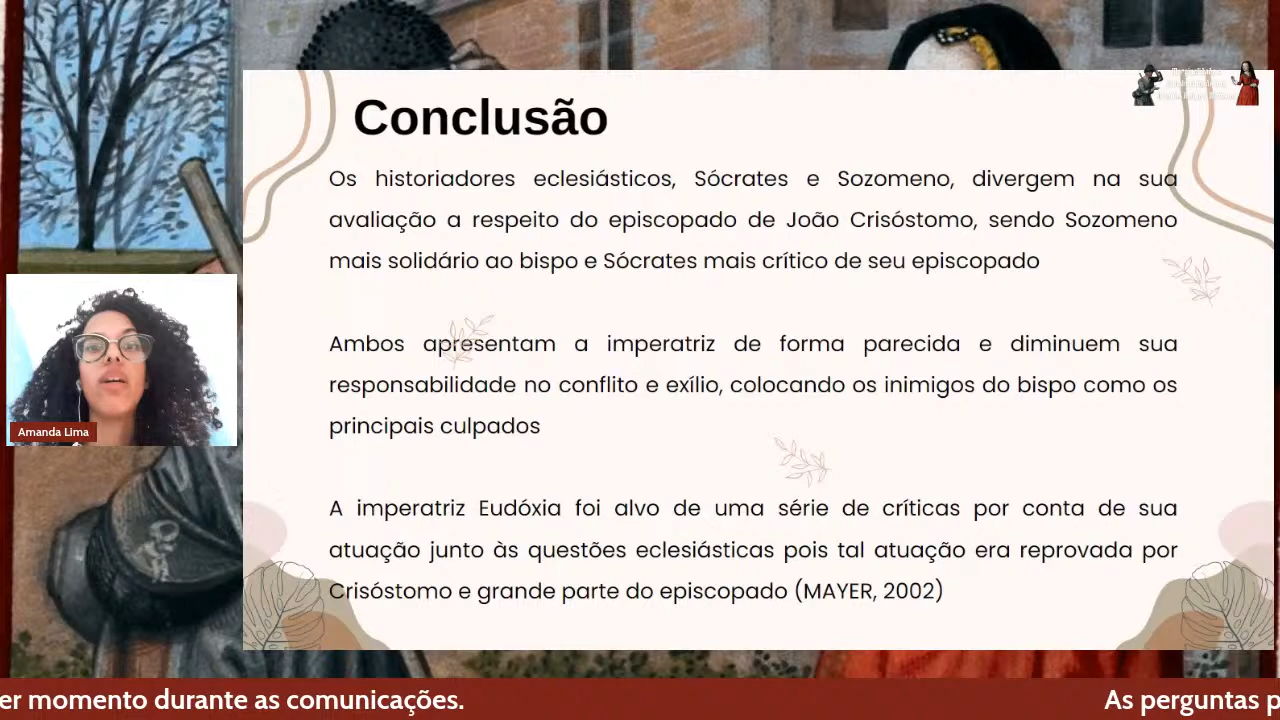 Conclusão
Os historiadores eclesiásticos, Sócrates e Sozomeno, divergem na sua
avaliação a respeito do episcopado de João Crisóstomo, sendo Sozomeno
mais solidário ao bispo e Sócrates mais crítico de seu episcopado
Ambos apresentam a imperatriz de forma parecida e diminuem sua
responsabilidade no conflito e exílio, colocando os inimigos do bispo como os
principais culpados
A imperatriz Eudóxia foi alvo de uma série de críticas por conta de sua
atuação junto às questões eclesiásticas pois tal atuação era reprovada por
Crisóstomo e grande parte do episcopado (MAYER, 2002)
Amanda Lima
er momento durante as comunicações.
As perguntas p